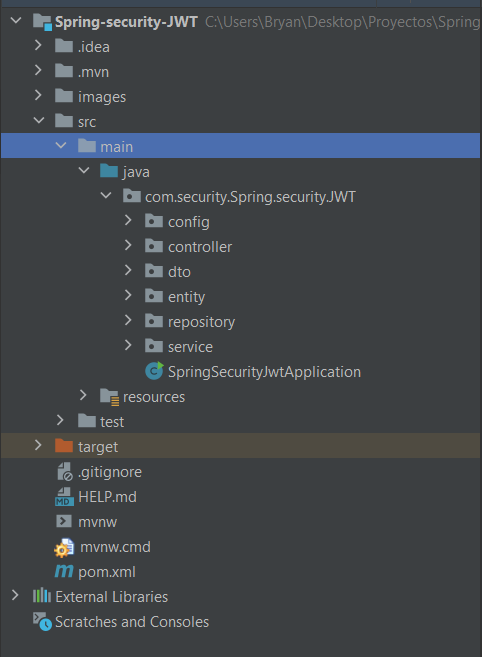 Spring-security-JWT C:\Users\Bryan\Desktop\Proyectos\Spring
.idea
.mvn
images
src
main
java
com.security.Spring.security.JWT
config
controller
dto
entity
repository
service
C SpringSecurityJwtApplication
resources
test
target
.gitignore
MD HELP.md
mvnw
mvnw.cmd
m pom.xml
External Libraries
Scratches and Consoles